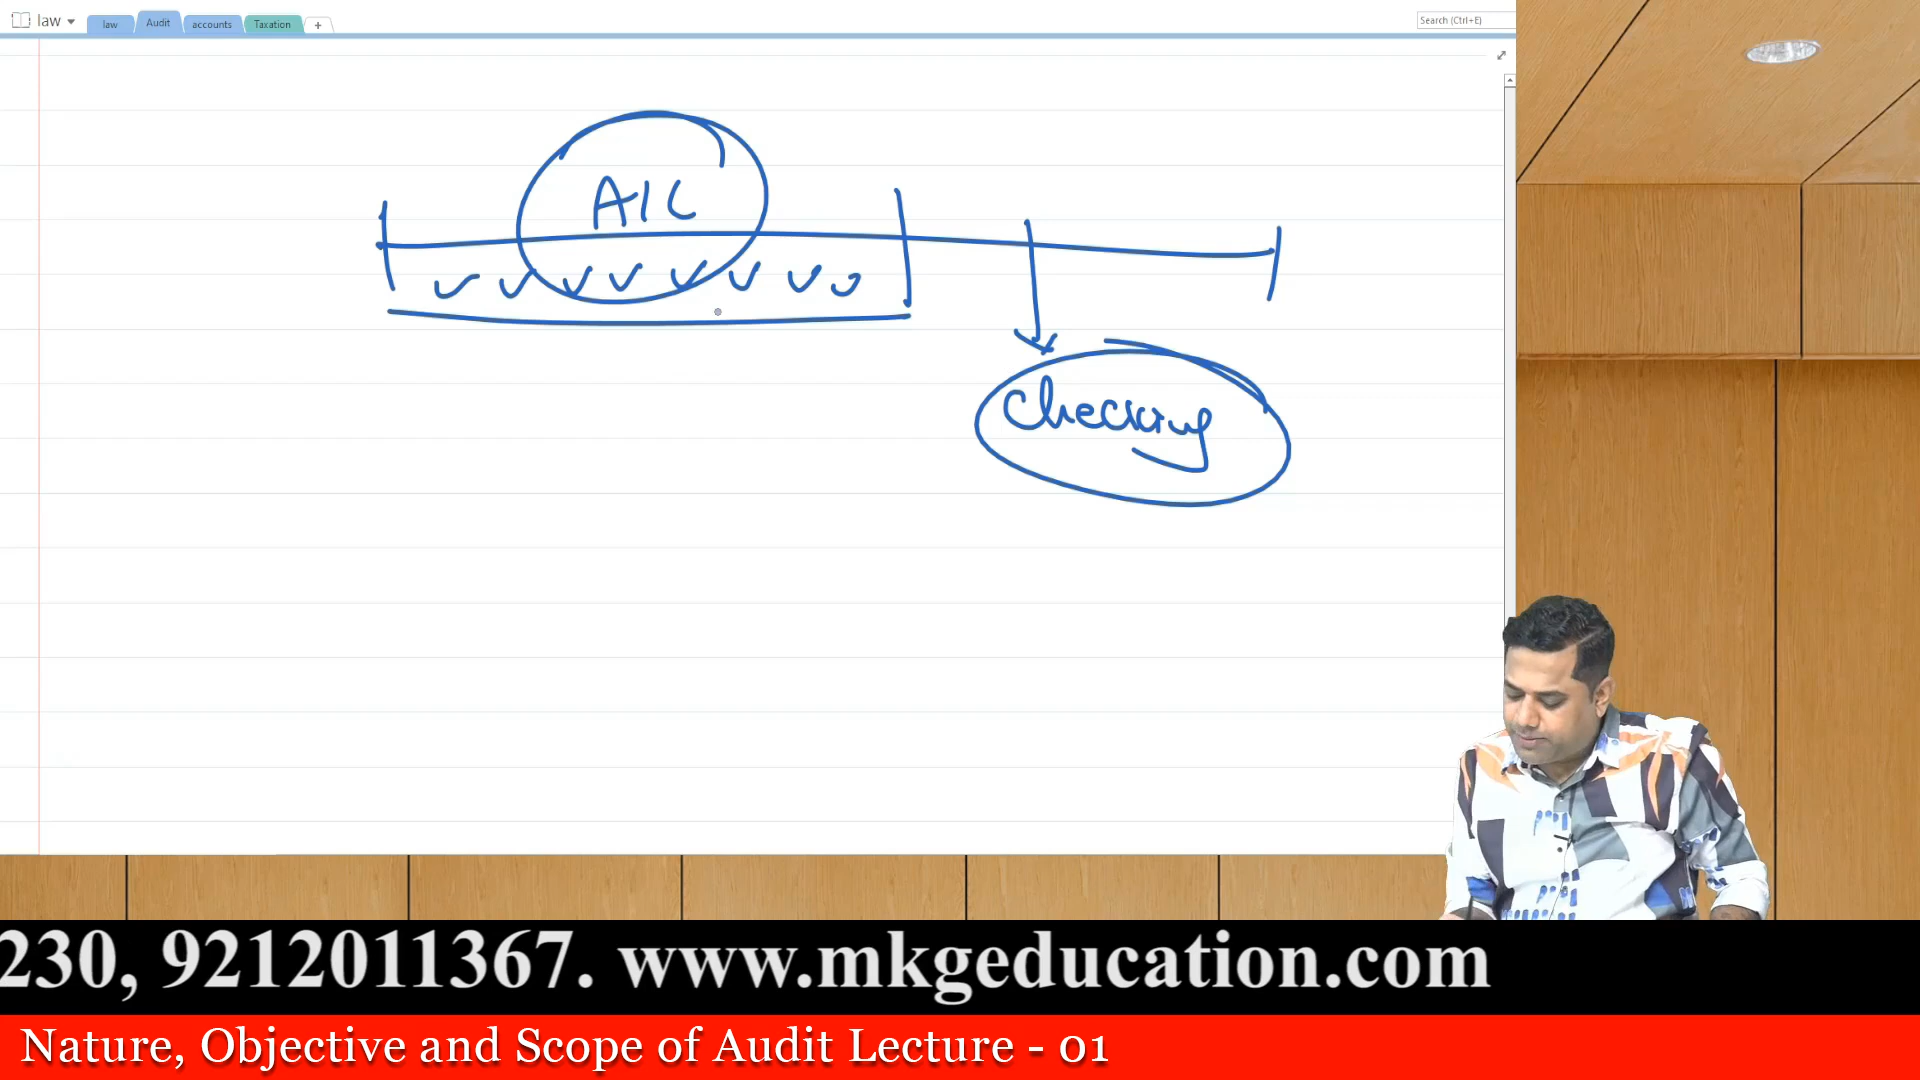 law
law Audit accounts Taxation +
Search (Ctrl+E)
A/C
checking
230, 9212011367. www.mkgeducation.com
Nature, Objective and Scope of Audit Lecture - 01